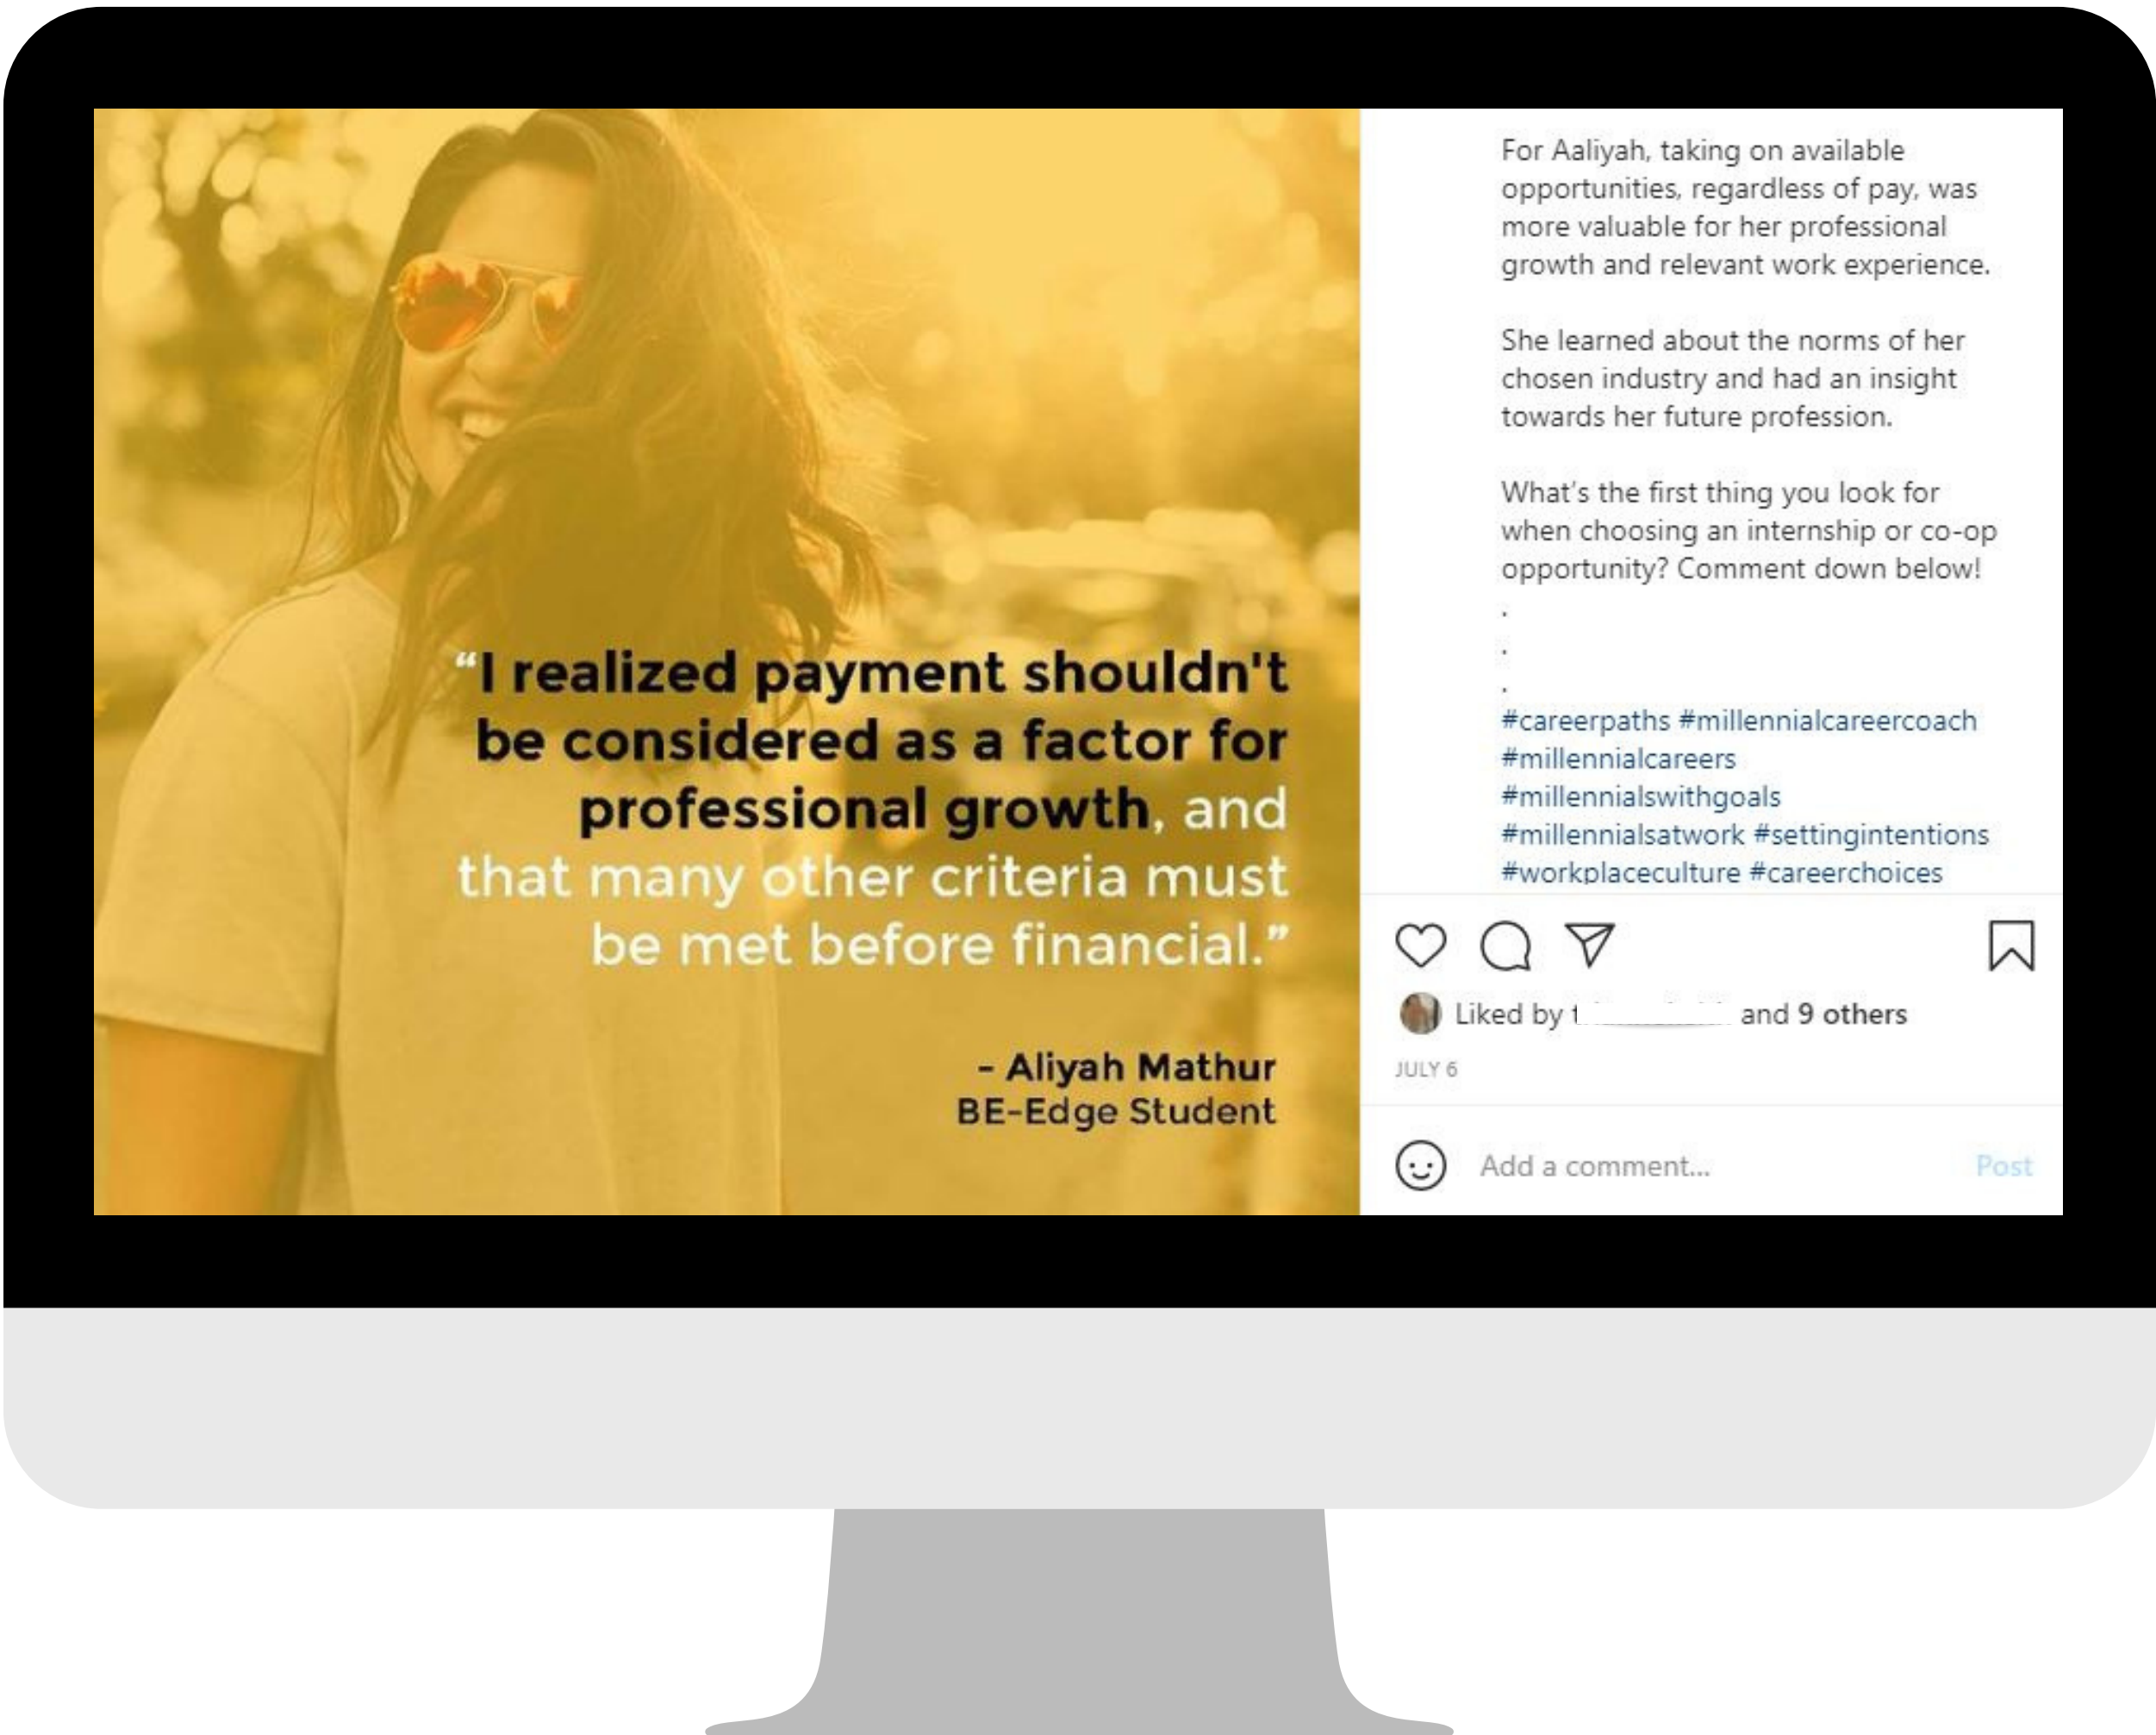 “I realized payment shouldn't
be considered as a factor for
professional growth, and
that many other criteria must
be met before financial.”
- Aliyah Mathur
BE-Edge Student
For Aaliyah, taking on available
opportunities, regardless of pay, was
more valuable for her professional
growth and relevant work experience.
She learned about the norms of her
chosen industry and had an insight
towards her future profession.
What's the first thing you look for
when choosing an internship or co-op
opportunity? Comment down below!
.
.
.
#careerpaths #millennialcareercoach
#millennialcareers
#millennialswithgoals
#millennialsatwork #settingintentions
#workplaceculture #careerchoices
Liked by and 9 others
JULY 6
Add a comment... Post